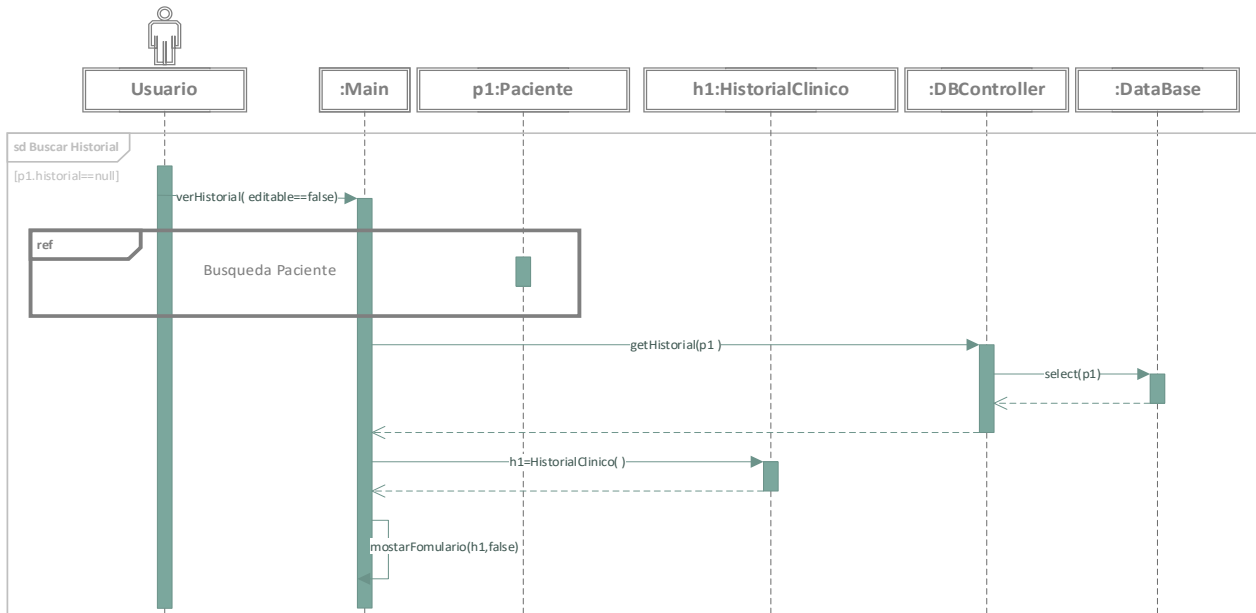 Usuario
:Main
p1:Paciente
h1:HistorialClinico
:DBController
:DataBase
sd Buscar Historial
[p1.historial==null]
verHistorial( editable==false)
ref
Busqueda Paciente
getHistorial(p1 )
select(p1)
h1=HistorialClinico( )
mostarFomulario(h1,false)